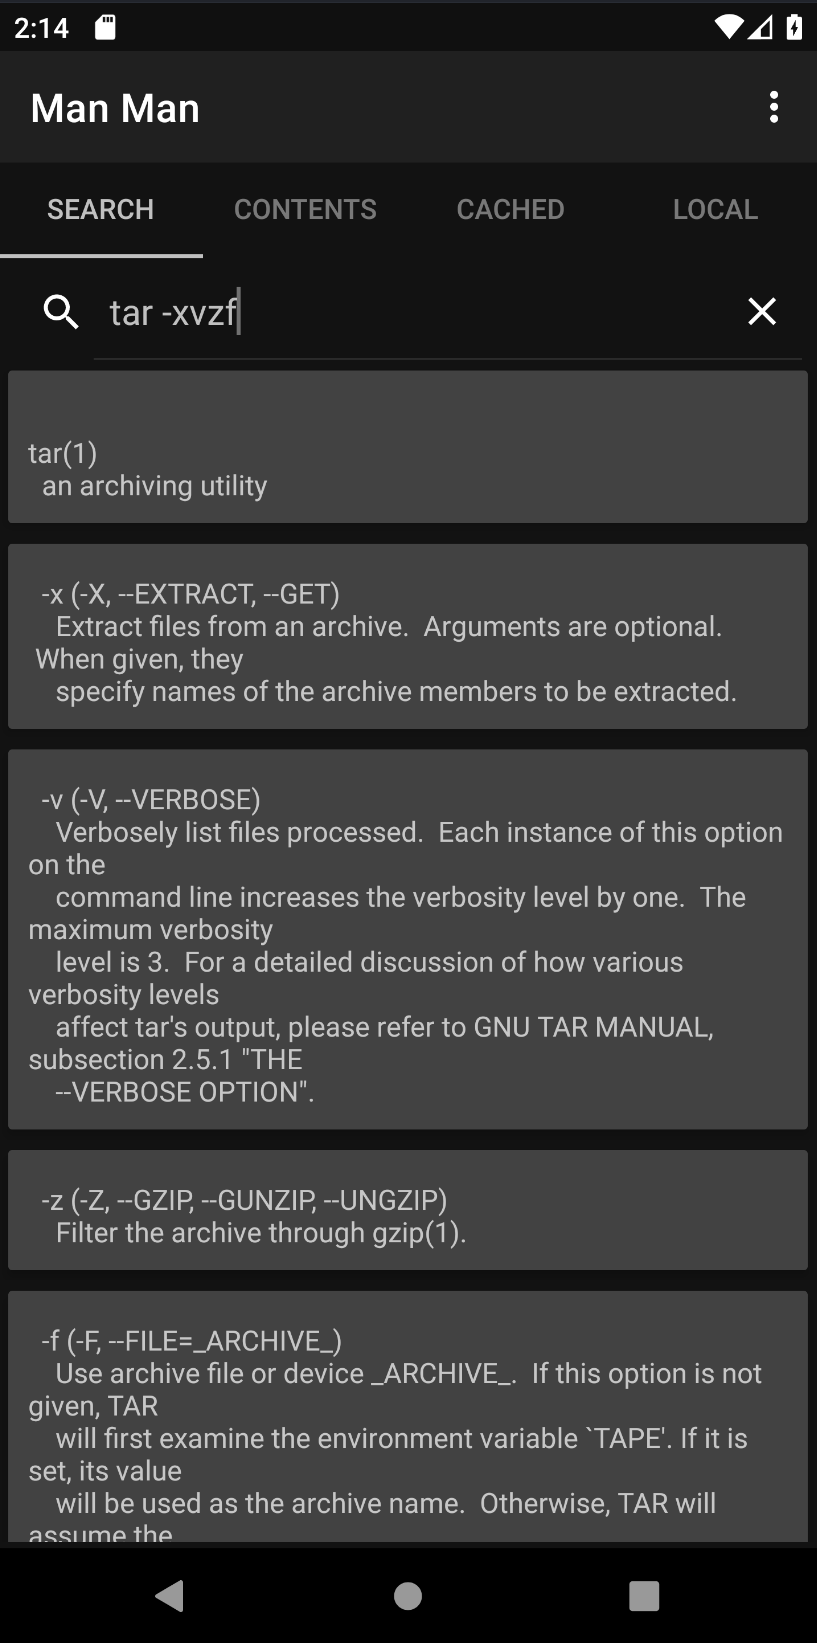 2:14
Man Man
SEARCH CONTENTS CACHED LOCAL
tar -xvzf
tar(1)
an archiving utility
-x (-X, --EXTRACT, --GET)
Extract files from an archive.  Arguments are optional.
When given, they
specify names of the archive members to be extracted.
-v (-V, --VERBOSE)
Verbosely list files processed.  Each instance of this option
on the
command line increases the verbosity level by one.  The
maximum verbosity
level is 3.  For a detailed discussion of how various
verbosity levels
affect tar's output, please refer to GNU TAR MANUAL,
subsection 2.5.1 "THE
--VERBOSE OPTION".
-z (-Z, --GZIP, --GUNZIP, --UNGZIP)
Filter the archive through gzip(1).
-f (-F, --FILE=_ARCHIVE_)
Use archive file or device _ARCHIVE_.  If this option is not
given, TAR
will first examine the environment variable `TAPE'. If it is
set, its value
will be used as the archive name.  Otherwise, TAR will
assume the